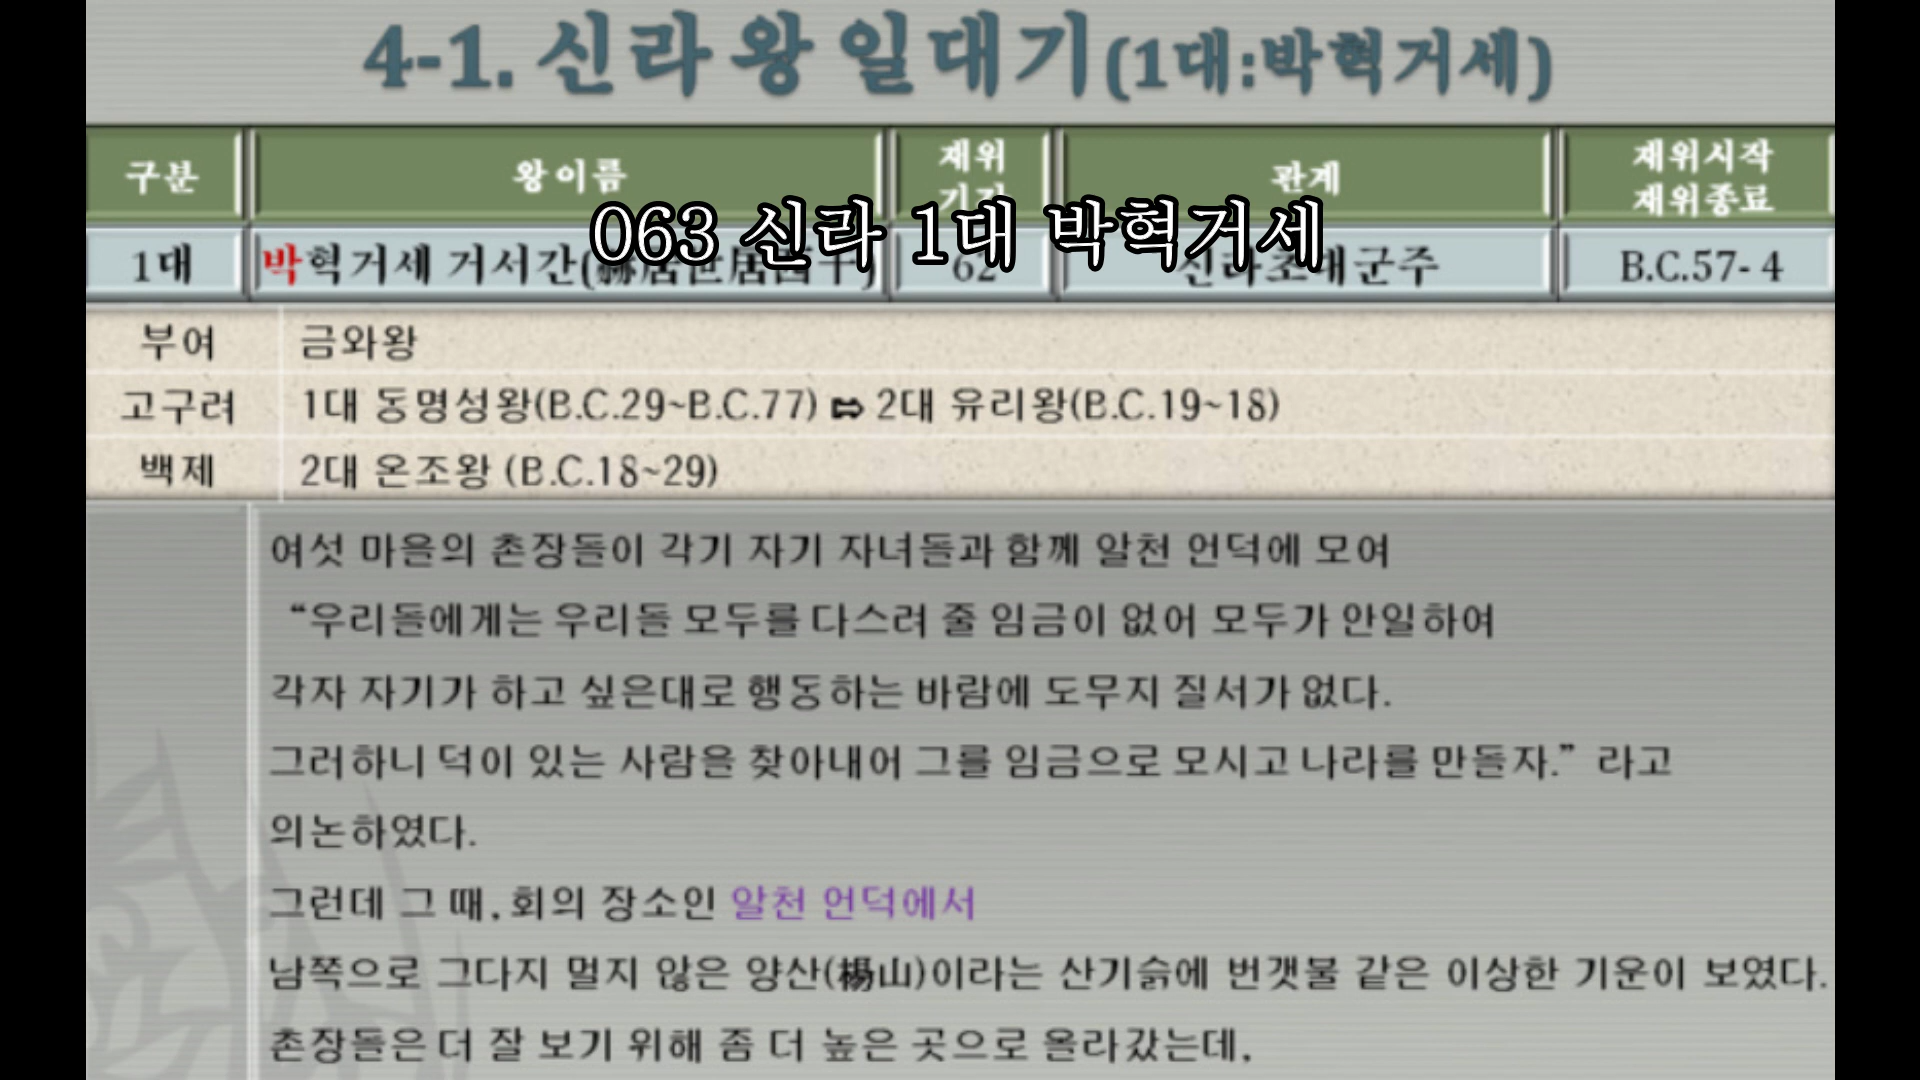 4-1. 신라 왕 일대기(1대:박혁거세)
구분 왕이름 재위 관계 재위시작 재위종료
063 신라 1대 박혁거세
1대 박혁거세 거서간(赫居世居西干) 62 신라초대군주 B.C.57- 4
부여 금와왕
고구려 1대 동명성왕(B.C.29~B.C.77) ⇔ 2대 유리왕(B.C.19~18)
백제 2대 온조왕 (B.C.18~29)
여섯 마을의 촌장들이 각기 자기 자녀들과 함께 알천 언덕에 모여
“우리들에게는 우리들 모두를 다스려 줄 임금이 없어 모두가 안일하여
각자 자기가 하고 싶은대로 행동하는 바람에 도무지 질서가 없다.
그러하니 덕이 있는 사람을 찾아내어 그를 임금으로 모시고 나라를 만들자.” 라고
의논하였다.
그런데 그 때, 회의 장소인 알천 언덕에서
남쪽으로 그다지 멀지 않은 양산(楊山)이라는 산기슭에 번갯불 같은 이상한 기운이 보였다.
촌장들은 더 잘 보기 위해 좀 더 높은 곳으로 올라갔는데,